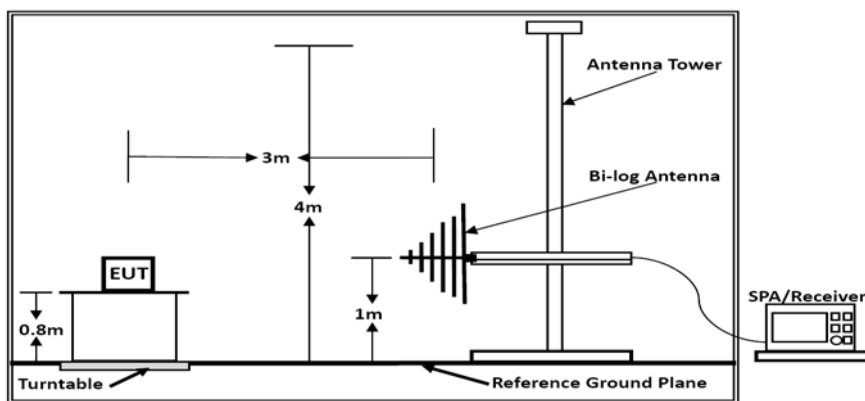 Antenna Tower
3m
Bi-log Antenna
4m
EUT
SPA/Receiver
0.8m
1m
Turntable
Reference Ground Plane